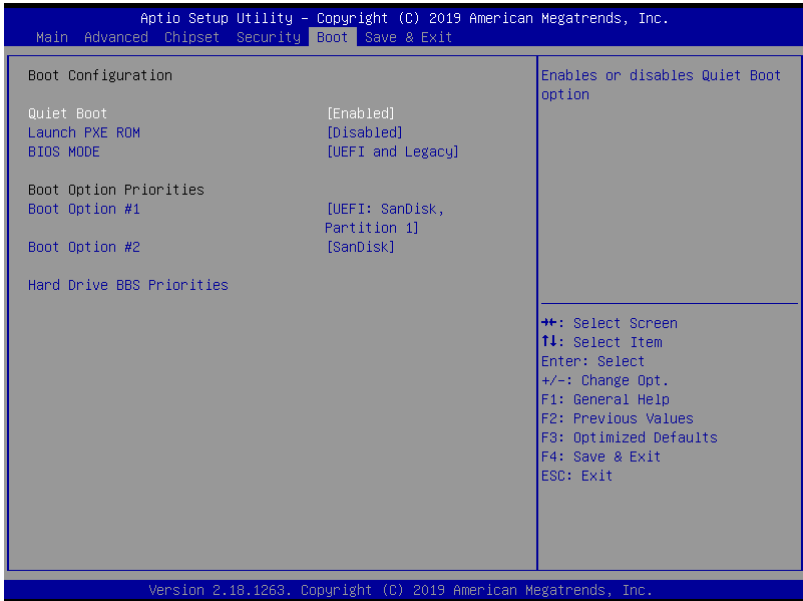 Aptio Setup Utility – Copyright (C) 2019 American Megatrends, Inc.
Main Advanced Chipset Security Boot Save & Exit
Boot Configuration
Quiet Boot [Enabled]
Launch PXE ROM [Disabled]
BIOS MODE [UEFI and Legacy]
Boot Option Priorities
Boot Option #1 [UEFI: SanDisk,
Partition 1]
Boot Option #2 [SanDisk]
Hard Drive BBS Priorities
Enables or disables Quiet Boot
option
→←: Select Screen
↑↓: Select Item
Enter: Select
+/-: Change Opt.
F1: General Help
F2: Previous Values
F3: Optimized Defaults
F4: Save & Exit
ESC: Exit
Version 2.18.1263. Copyright (C) 2019 American Megatrends, Inc.